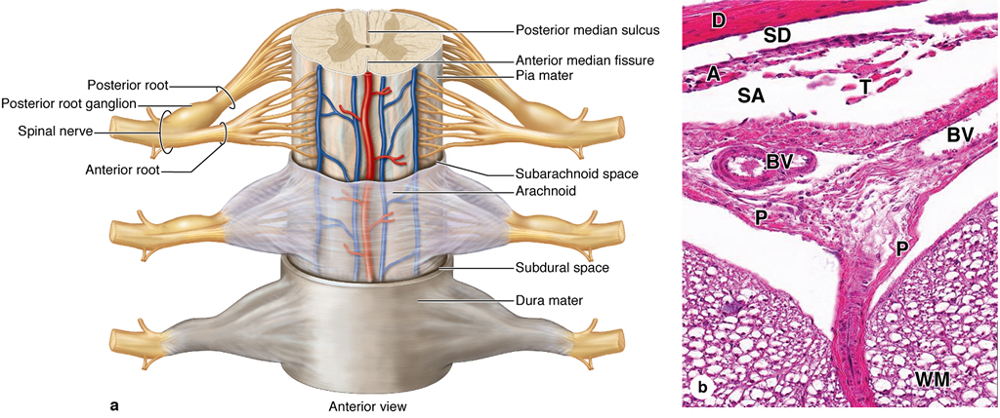 Posterior median sulcus
Anterior median fissure
Pia mater
Posterior root
Posterior root ganglion
Spinal nerve
Anterior root
Subarachnoid space
Arachnoid
Subdural space
Dura mater
a
Anterior view
D
SD
A
T
SA
BV
BV
P
P
WM
b